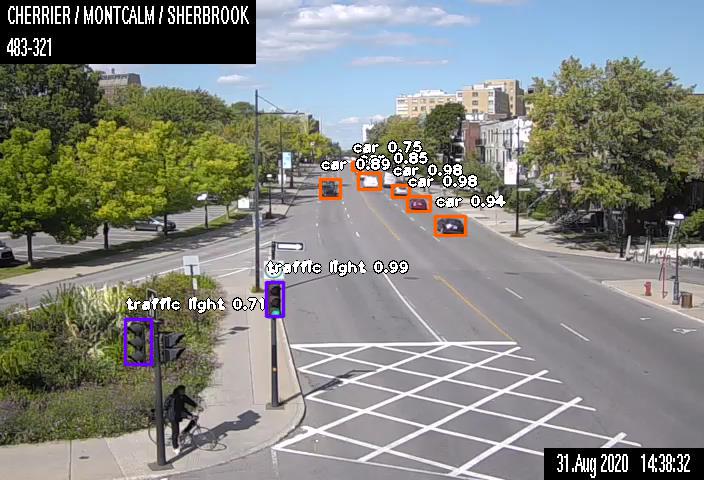 CHERRIER / MONTCALM / SHERBROOK
483-321
car 0.75
car 0.85
car 0.89
car 0.98
car 0.98
car 0.94
traffic light 0.99
traffic light 0.71
31.Aug 2020 14:38:32